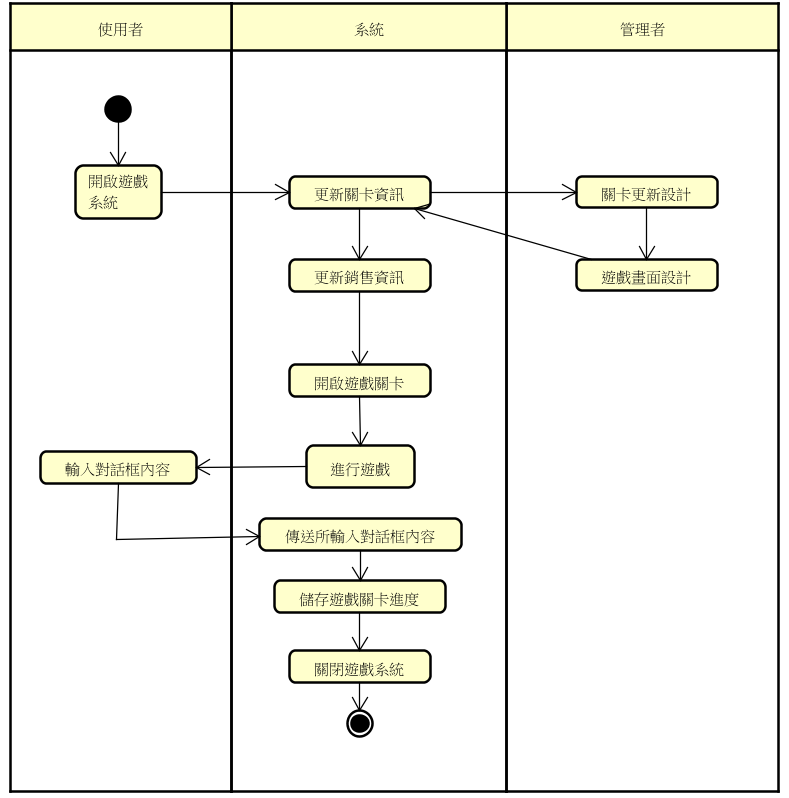 使用者
系統
管理者
開啟遊戲
系統
更新關卡資訊
關卡更新設計
更新銷售資訊
遊戲畫面設計
開啟遊戲關卡
進行遊戲
輸入對話框內容
傳送所輸入對話框內容
儲存遊戲關卡進度
關閉遊戲系統